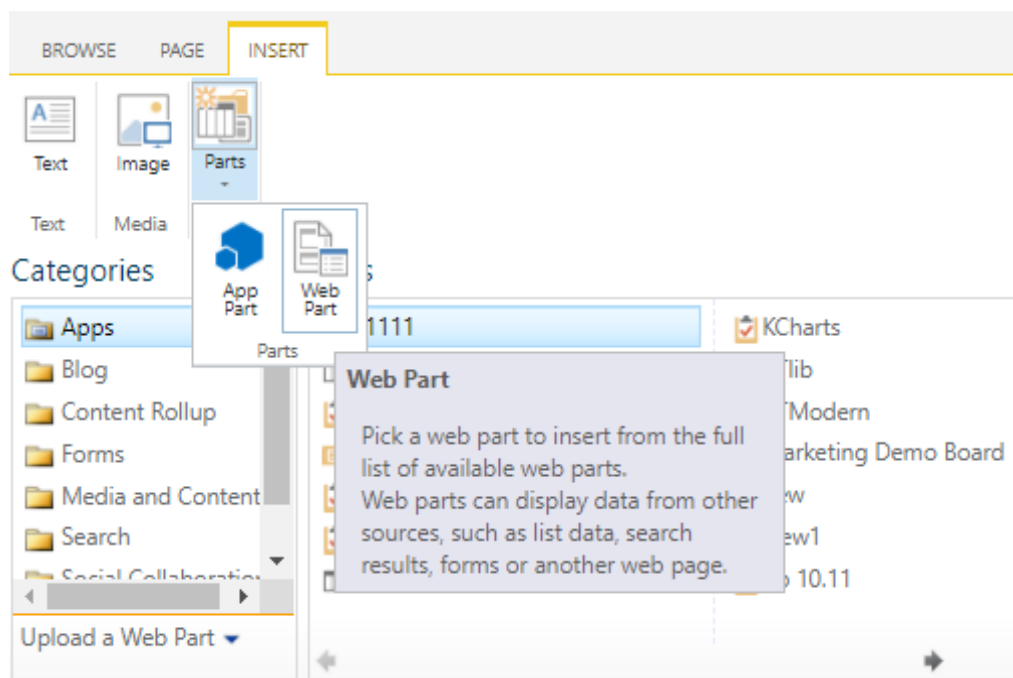 BROWSE PAGE INSERT
Text Image Parts
Text Media
App Part
Web Part
Parts
Categories
Apps
Blog
Content Rollup
Forms
Media and Content
Search
Social Collaboration
Upload a Web Part
1111
KCharts
lib
Modern
arketing Demo Board
ew
ew1
10.11
Web Part
Pick a web part to insert from the full
list of available web parts.
Web parts can display data from other
sources, such as list data, search
results, forms or another web page.